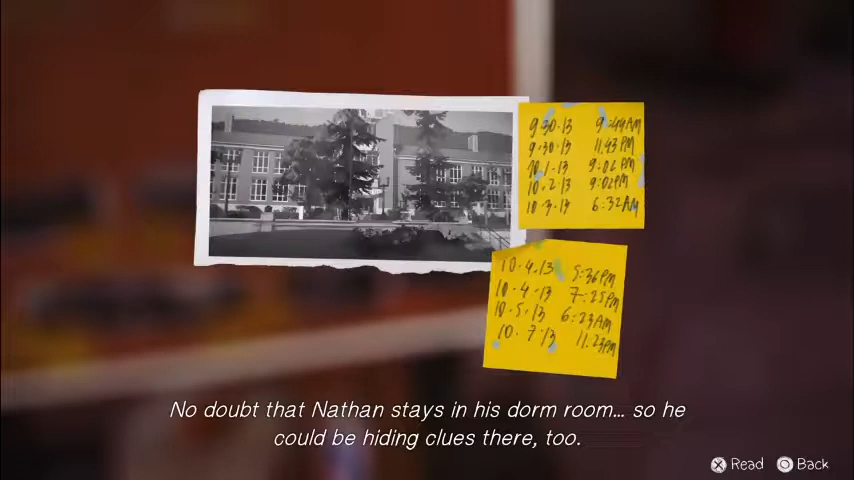 9·30·13 9:49AM
9·30·13 11:43PM
10·1·13 9:02PM
10·2·13 9:02PM
10·3·13 6:32AM
10·4·13 5:36PM
10·4·13 7:25PM
10·5·13 6:23AM
10·7·13 11:23PM
No doubt that Nathan stays in his dorm room... so he
could be hiding clues there, too.
Read Back